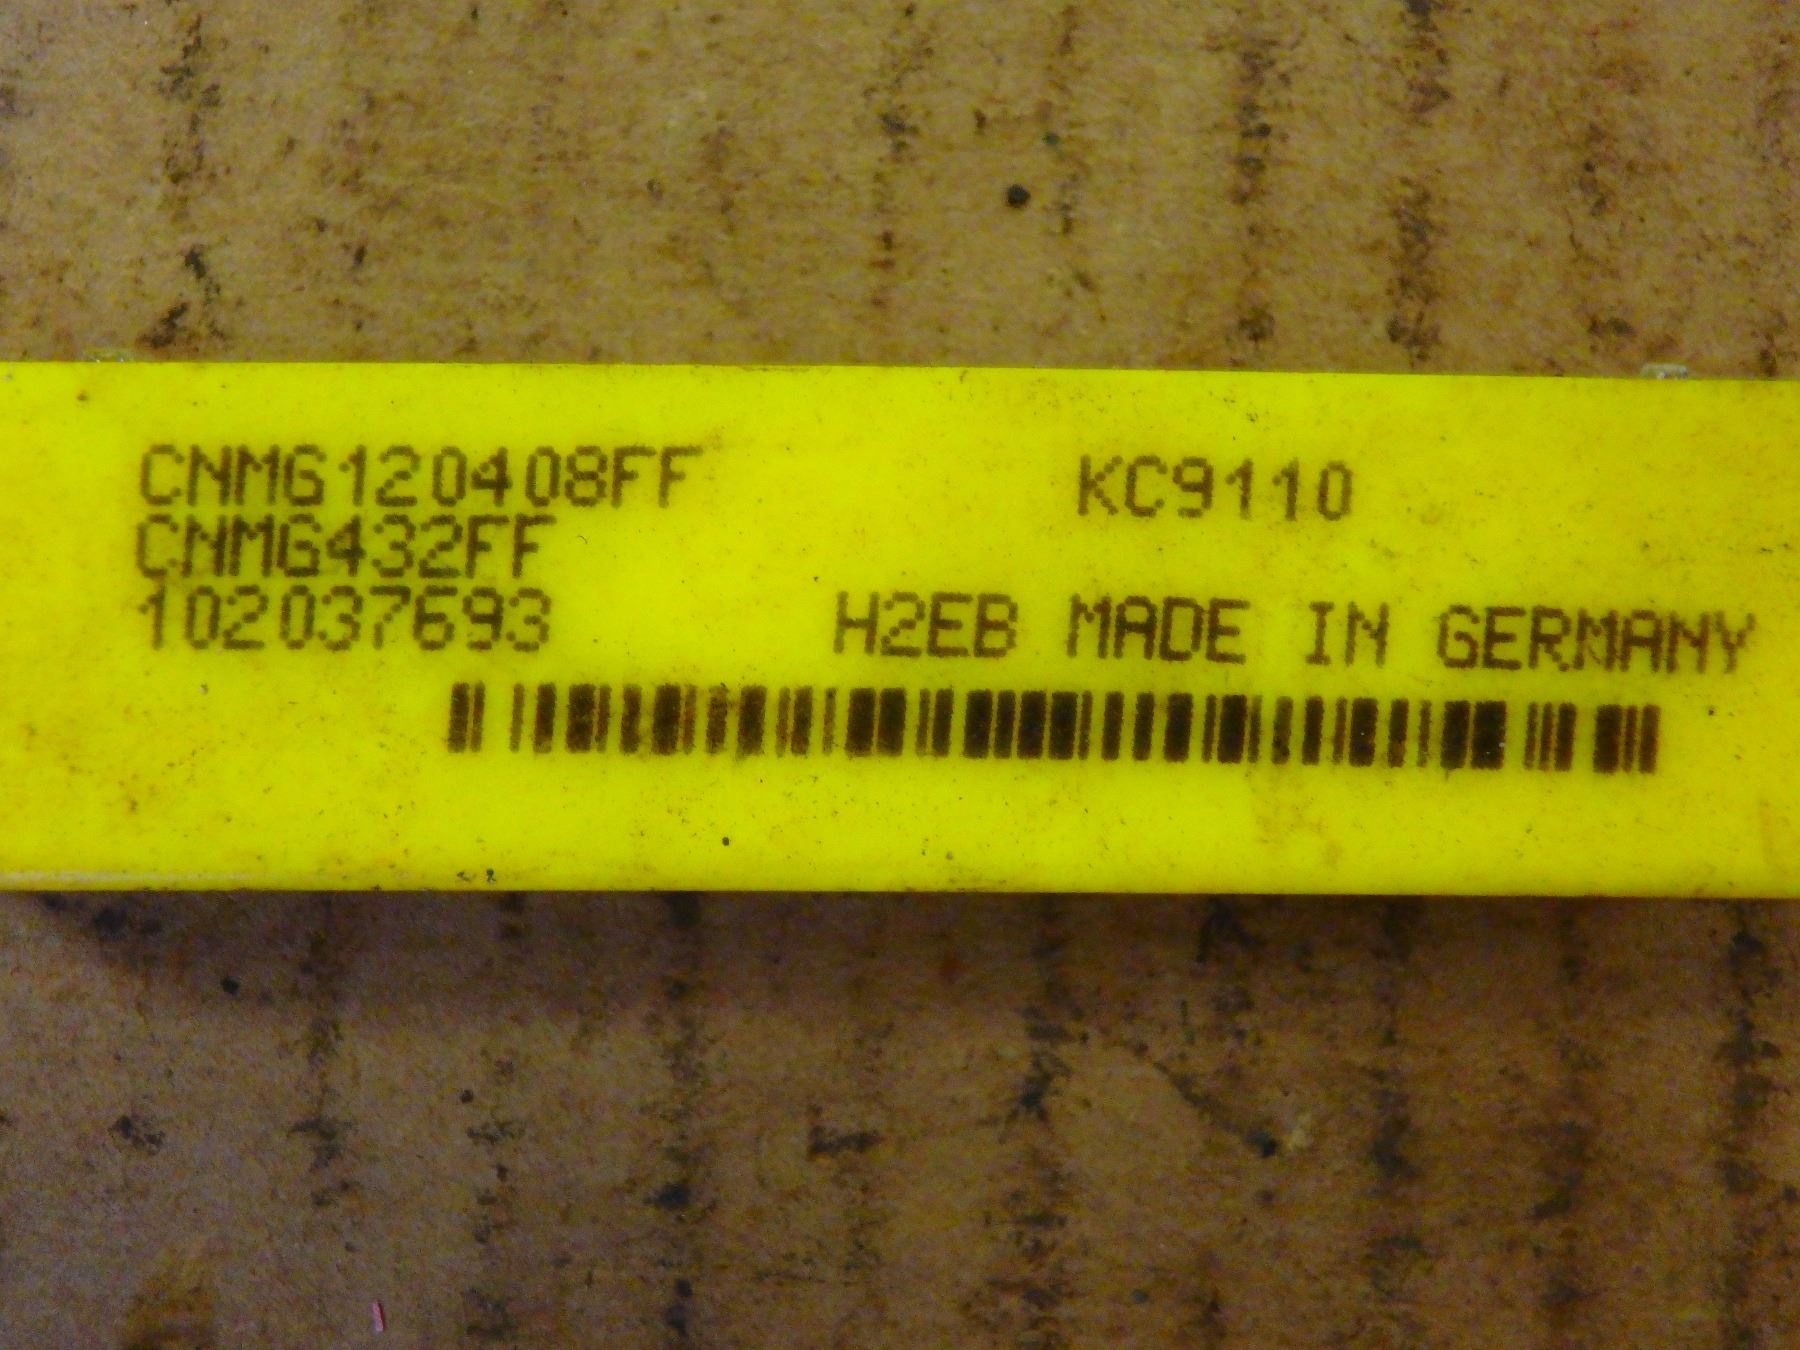 CNMG120408FF KC9110
CNMG432FF
102037693 H2EB MADE IN GERMANY